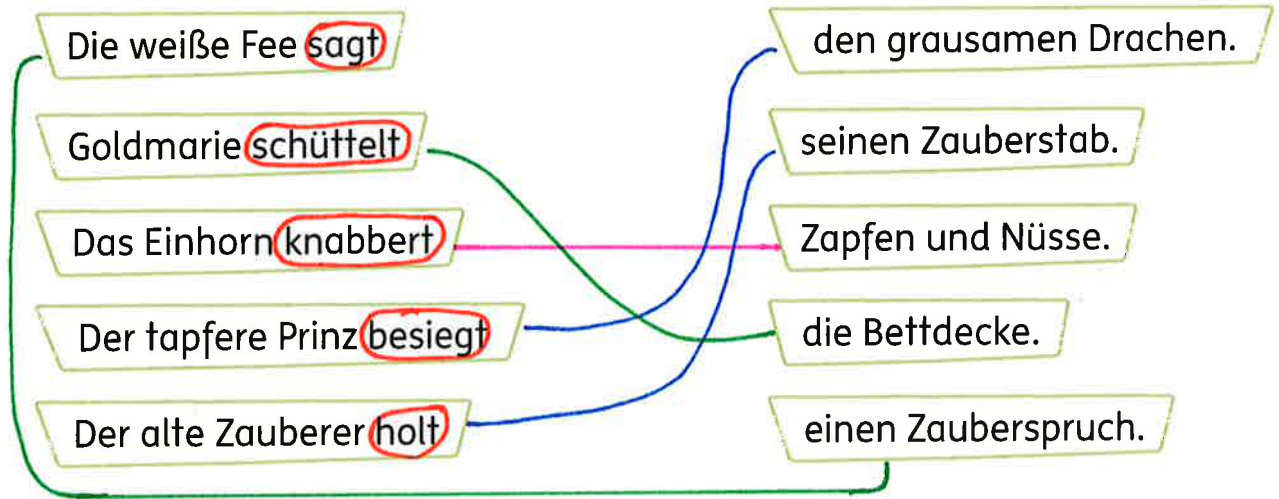 Die weiße Fee sagt
den grausamen Drachen.
Goldmarie schüttelt
seinen Zauberstab.
Das Einhorn knabbert
Zapfen und Nüsse.
Der tapfere Prinz besiegt
die Bettdecke.
Der alte Zauberer holt
einen Zauberspruch.